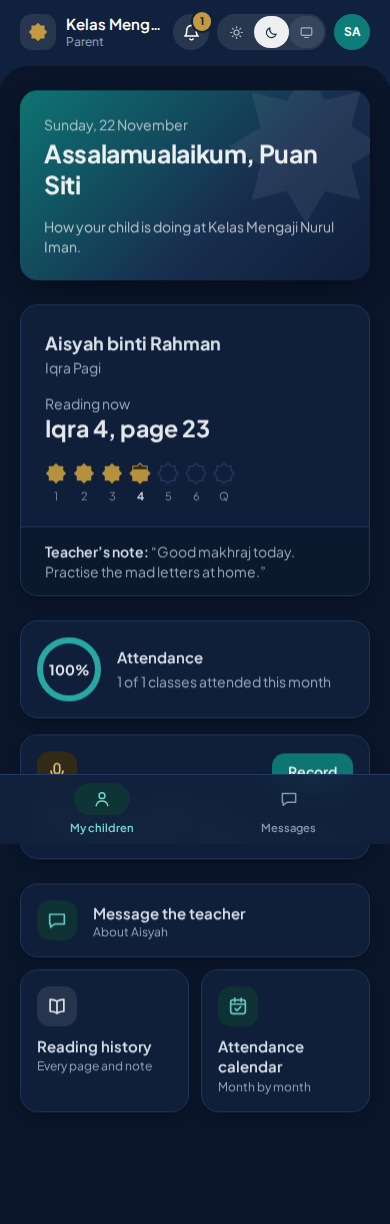 Kelas Meng...
Parent
1
SA
Sunday, 22 November
Assalamualaikum, Puan
Siti
How your child is doing at Kelas Mengaji Nurul
Iman.
Aisyah binti Rahman
Iqra Pagi
Reading now
Iqra 4, page 23
1 2 3 4 5 6 Q
Teacher's note: “Good makhraj today.
Practise the mad letters at home.”
100%
Attendance
1 of 1 classes attended this month
Record
My children
Messages
Message the teacher
About Aisyah
Reading history
Every page and note
Attendance
calendar
Month by month